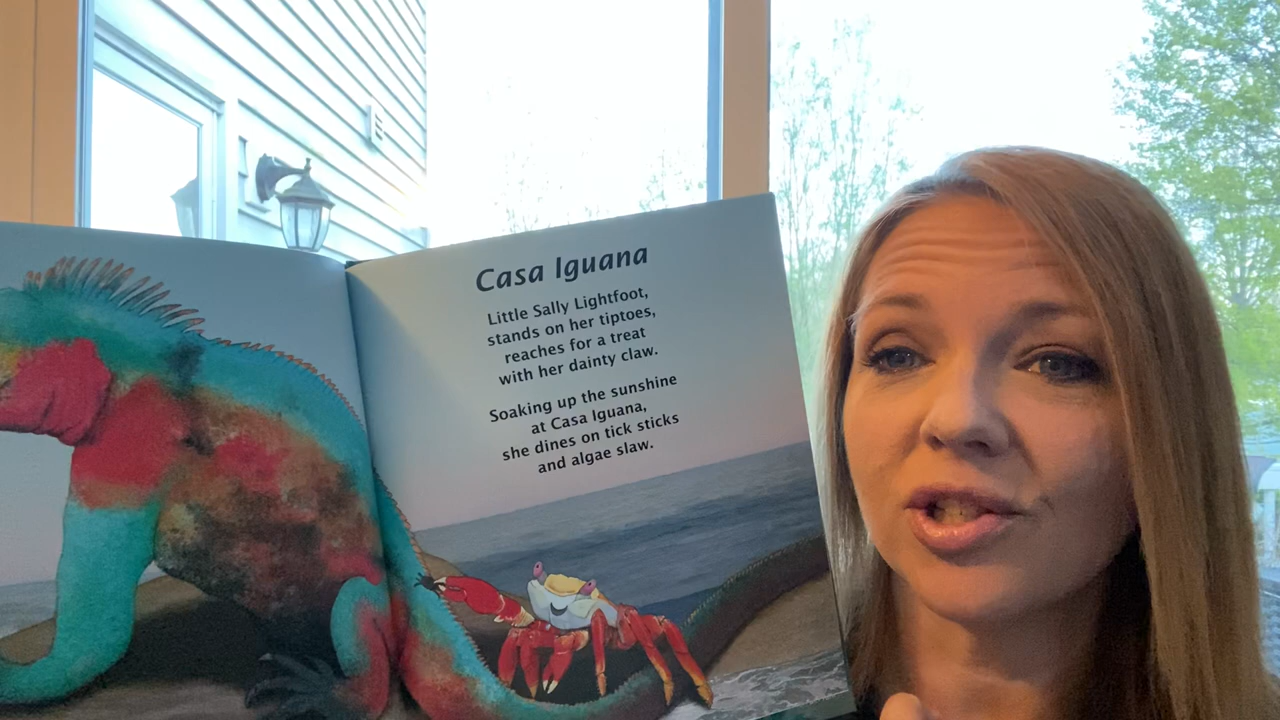 Casa Iguana
Little Sally Lightfoot,
stands on her tiptoes,
reaches for a treat
with her dainty claw.
Soaking up the sunshine
at Casa Iguana,
she dines on tick sticks
and algae slaw.